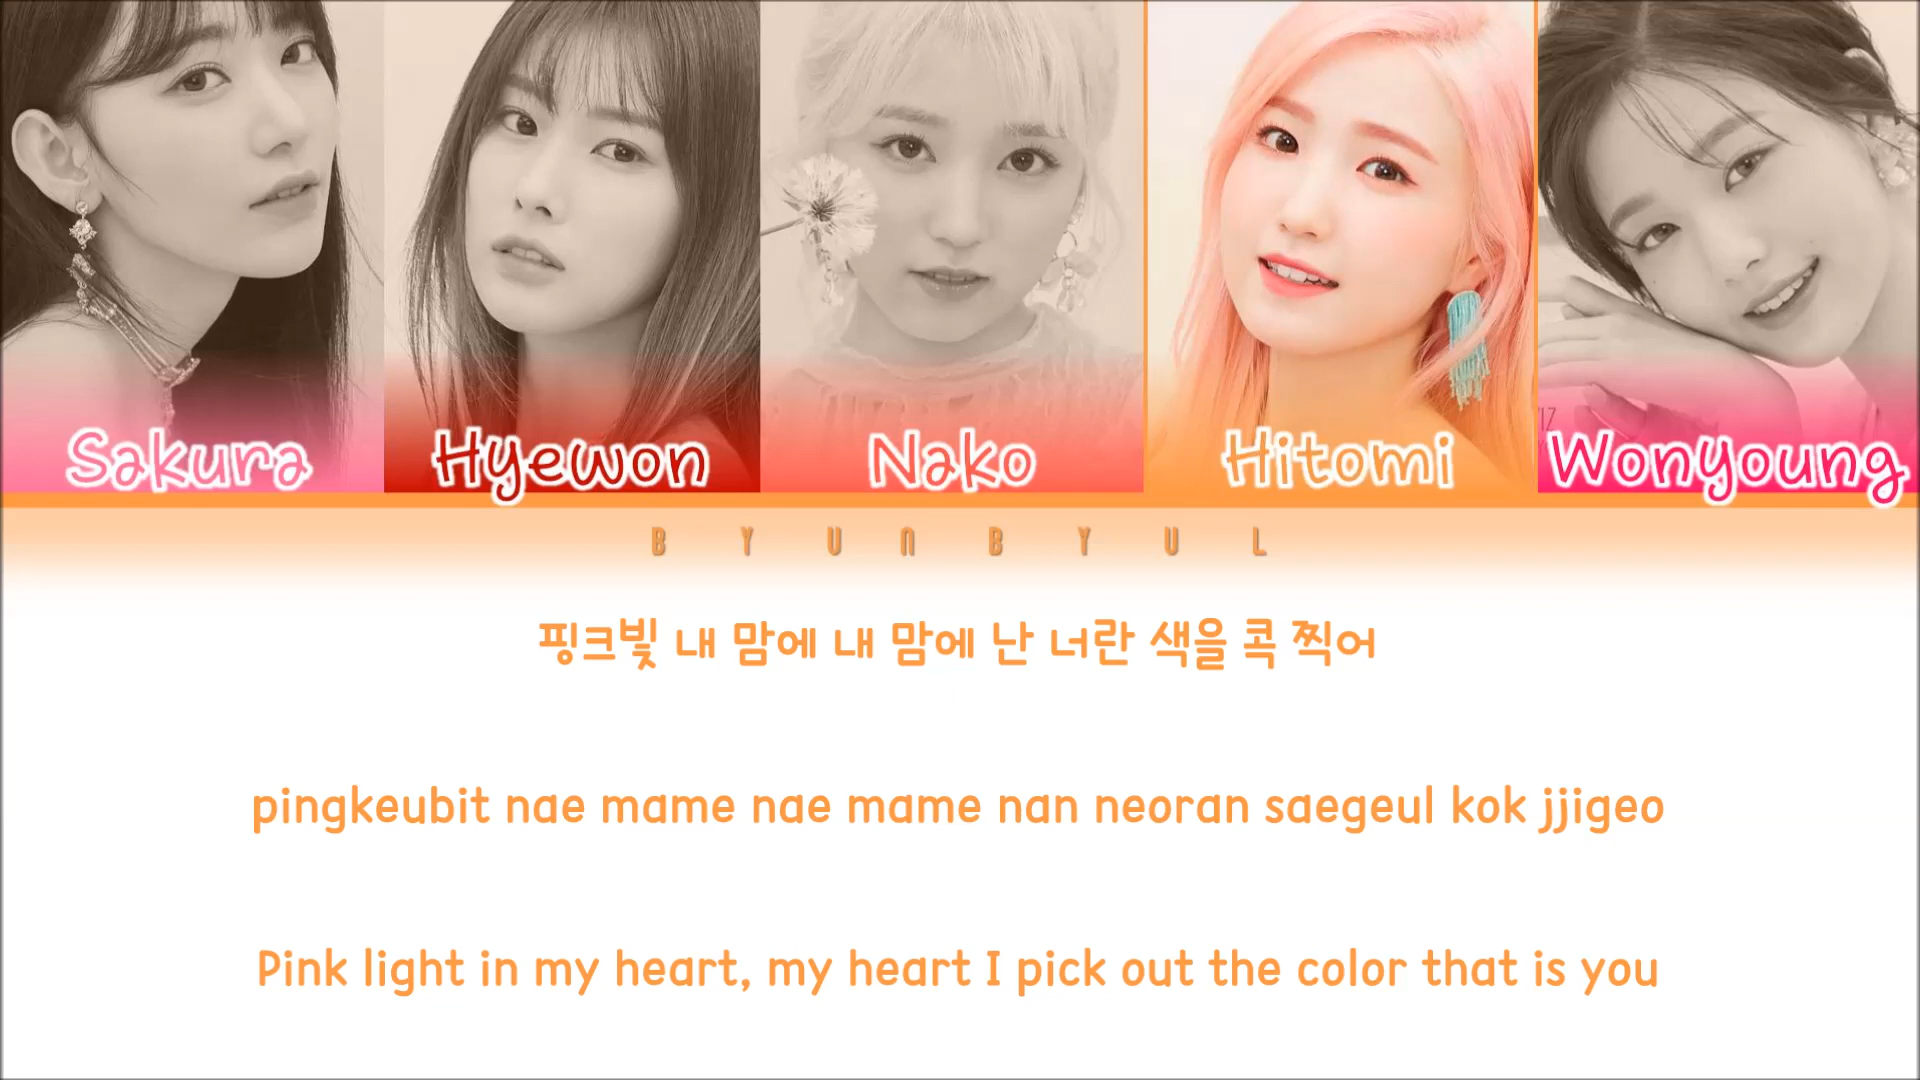 Sakura Hyewon Nako Hitomi Wonyoung
BYUNBYUL
핑크빛 내 맘에 내 맘에 난 너란 색을 콕 찍어
pingkeubit nae mame nae mame nan neoran saegeul kok jjigeo
Pink light in my heart, my heart I pick out the color that is you